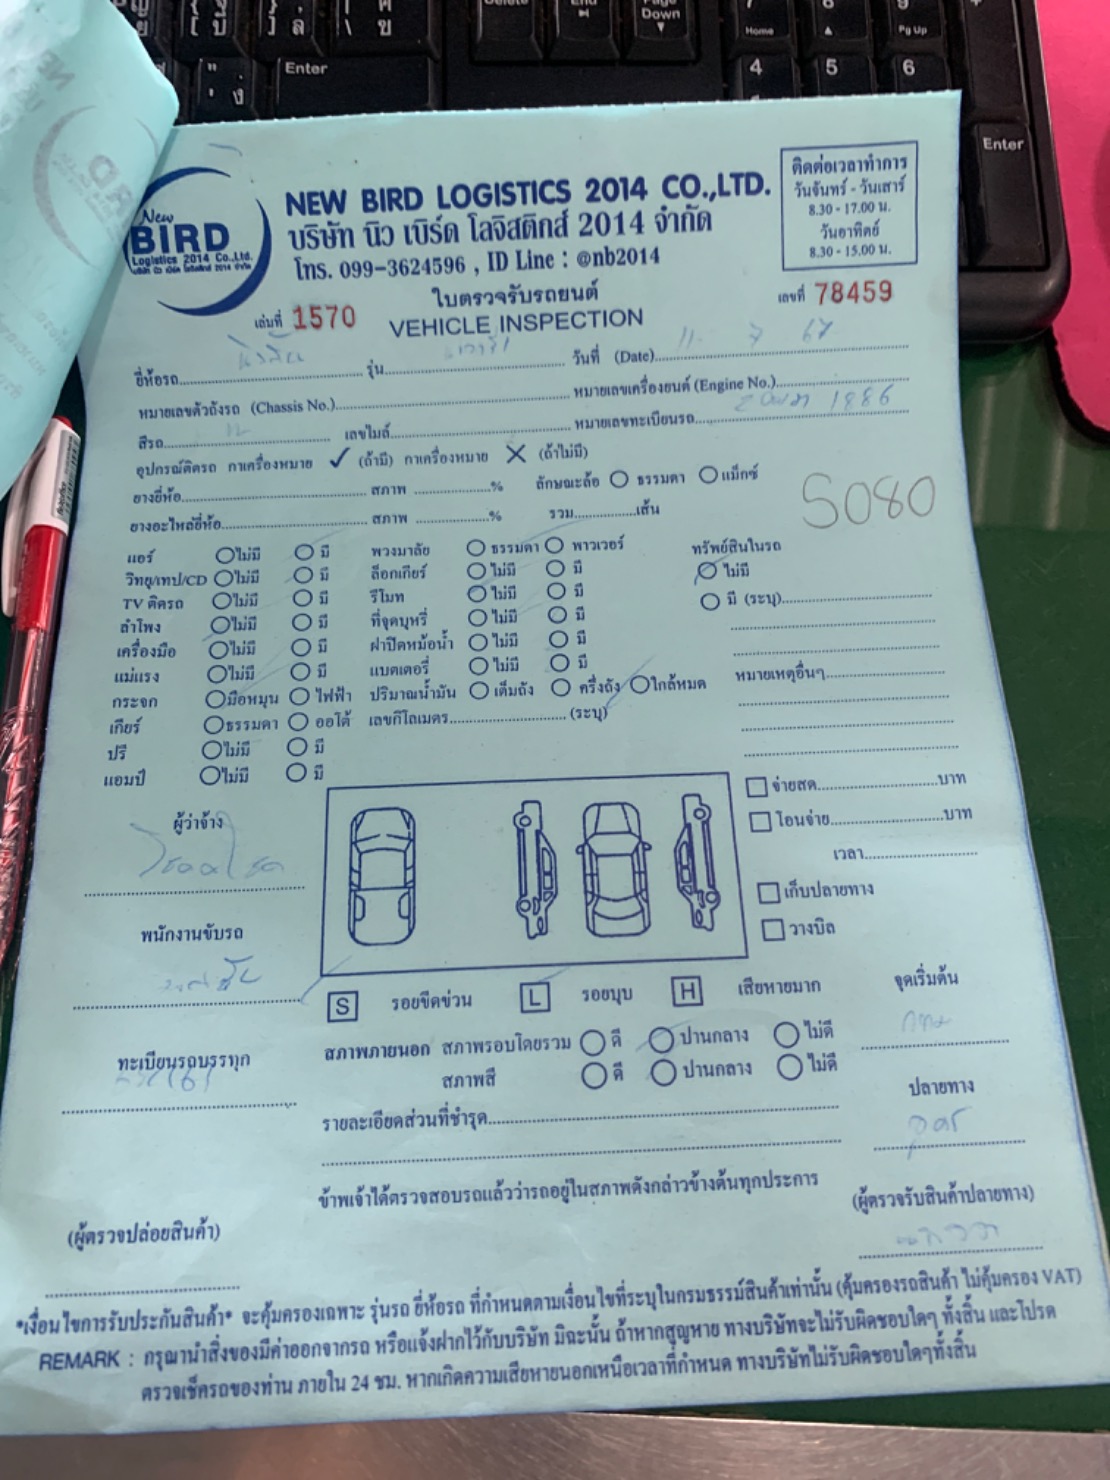 Delete
End
Page Down
7 Home
8
9 Pg Up
Enter
4
5
6
Enter
New BIRD
Logistics 2014 Co.,Ltd.
NEW BIRD LOGISTICS 2014 CO.,LTD.
บริษัท นิว เบิร์ด โลจิสติกส์ 2014 จำกัด
โทร. 099-3624596 , ID Line : @nb2014
ติดต่อเวลาทำการ
วันจันทร์ - วันเสาร์
8.30 - 17.00 น.
วันอาทิตย์
8.30 - 15.00 น.
ใบตรวจรับรถยนต์
เล่มที่ 1570
VEHICLE INSPECTION
เลขที่ 78459
ยี่ห้อรถ นิสสัน รุ่น วันที่ (Date) 11 7 67
หมายเลขตัวถังรถ (Chassis No.) หมายเลขเครื่องยนต์ (Engine No.)
สีรถ เลขไมล์ หมายเลขทะเบียนรถ 1886
อุปกรณ์ติดรถ กาเครื่องหมาย ✓ (ถ้ามี) กาเครื่องหมาย ✗ (ถ้าไม่มี)
ยางยี่ห้อ สภาพ % ลักษณะล้อ ธรรมดา แม็กซ์
ยางอะไหล่ยี่ห้อ สภาพ % รวม เส้น
S080
แอร์ ไม่มี มี พวงมาลัย ธรรมดา พาวเวอร์ ทรัพย์สินในรถ
วิทยุ/เทป/CD ไม่มี มี ล็อกเกียร์ ไม่มี มี ไม่มี
TV ติดรถ ไม่มี มี รีโมท ไม่มี มี มี (ระบุ)
ลำโพง ไม่มี มี ที่จุดบุหรี่ ไม่มี มี
เครื่องมือ ไม่มี มี ฝาปิดหม้อน้ำ ไม่มี มี
แม่แรง ไม่มี มี แบตเตอรี่ ไม่มี มี หมายเหตุอื่นๆ
กระจก มือหมุน ไฟฟ้า ปริมาณน้ำมัน เต็มถัง ครึ่งถัง ใกล้หมด
เกียร์ ธรรมดา ออโต้ เลขกิโลเมตร (ระบุ)
ปรี ไม่มี มี
แอมป์ ไม่มี มี
จ่ายสด บาท
โอนจ่าย บาท
เวลา
เก็บปลายทาง
วางบิล
ผู้ว่าจ้าง
พนักงานขับรถ
ทะเบียนรถบรรทุก
S รอยขีดข่วน L รอยบุบ H เสียหายมาก
จุดเริ่มต้น
กทม
สภาพภายนอก สภาพรอบโดยรวม ดี ปานกลาง ไม่ดี
สภาพสี ดี ปานกลาง ไม่ดี
ปลายทาง
อุดร
รายละเอียดส่วนที่ชำรุด
ข้าพเจ้าได้ตรวจสอบรถแล้วว่ารถอยู่ในสภาพดังกล่าวข้างต้นทุกประการ
(ผู้ตรวจปล่อยสินค้า)
(ผู้ตรวจรับสินค้าปลายทาง)
*เงื่อนไขการรับประกันสินค้า* จะคุ้มครองเฉพาะ รุ่นรถ ยี่ห้อรถ ที่กำหนดตามเงื่อนไขที่ระบุในกรมธรรม์สินค้าเท่านั้น (คุ้มครองรถสินค้า ไม่คุ้มครอง VAT)
REMARK : กรุณานำสิ่งของมีค่าออกจากรถ หรือแจ้งฝากไว้กับบริษัท มิฉะนั้น ถ้าหากสูญหาย ทางบริษัทจะไม่รับผิดชอบใดๆ ทั้งสิ้น และโปรด
ตรวจเช็ครถของท่าน ภายใน 24 ชม. หากเกิดความเสียหายนอกเหนือเวลาที่กำหนด ทางบริษัทไม่รับผิดชอบใดๆทั้งสิ้น